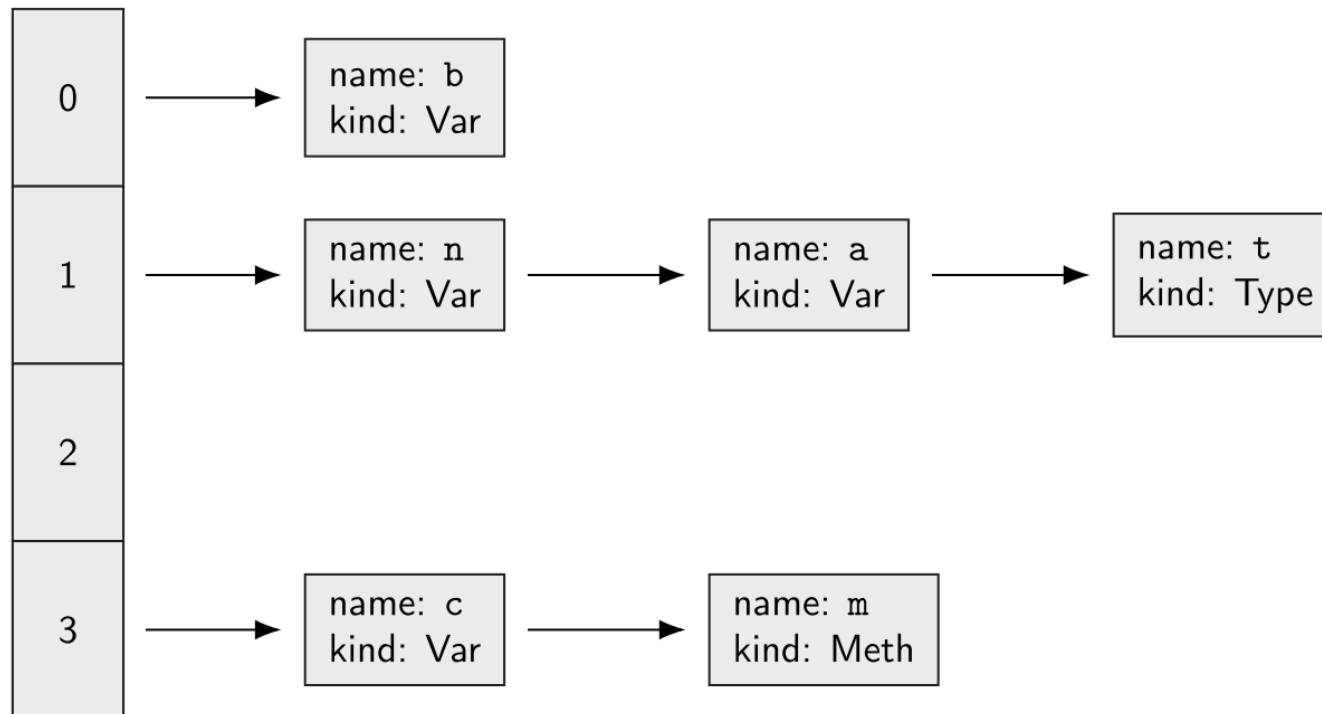 0
name: b
kind: Var
1
name: n
kind: Var
name: a
kind: Var
name: t
kind: Type
2
3
name: c
kind: Var
name: m
kind: Meth